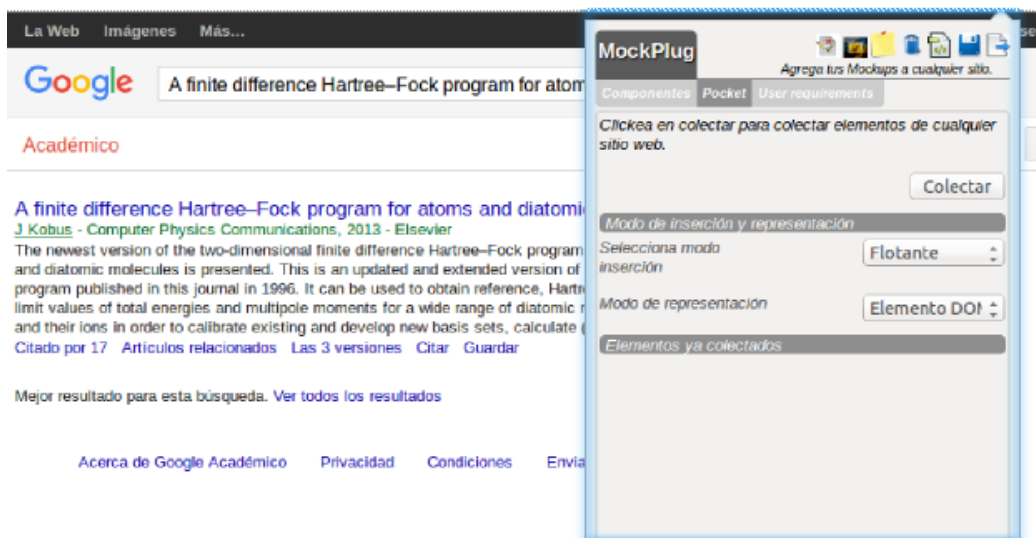 La Web Imágenes Más...
Google
A finite difference Hartree–Fock program for atom
Académico
A finite difference Hartree–Fock program for atoms and diatomi
J Kobus - Computer Physics Communications, 2013 - Elsevier
The newest version of the two-dimensional finite difference Hartree–Fock program
and diatomic molecules is presented. This is an updated and extended version of
program published in this journal in 1996. It can be used to obtain reference, Hartr
limit values of total energies and multipole moments for a wide range of diatomic
and their ions in order to calibrate existing and develop new basis sets, calculate
Citado por 17 Artículos relacionados Las 3 versiones Citar Guardar
Mejor resultado para esta búsqueda. Ver todos los resultados
Acerca de Google Académico Privacidad Condiciones Envia
MockPlug
Agrega tus Mockups a cualquier sitio.
Componentes Pocket User requirements
Clickea en colectar para colectar elementos de cualquier
sitio web.
Colectar
Modo de inserción y representación
Selecciona modo
inserción
Flotante
Modo de representación
Elemento DOM
Elementos ya colectados
se